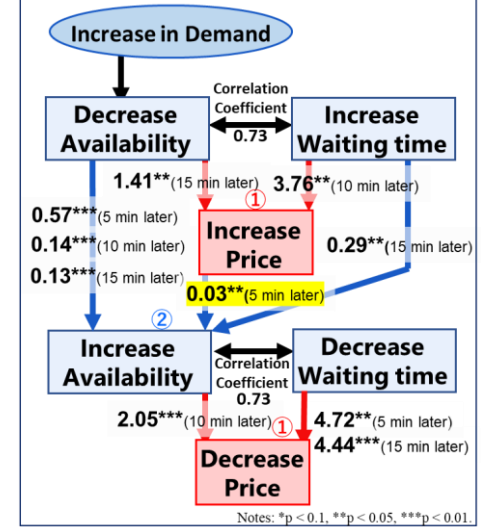 Increase in Demand
Correlation
Coefficient
0.73
Decrease
Availability
Increase
Waiting time
1.41**(15 min later)
3.76**(10 min later)
①
0.57***(5 min later)
0.14***(10 min later)
0.13***(15 min later)
Increase
Price
0.29**(15 min later)
0.03**(5 min later)
②
Increase
Availability
Correlation
Coefficient
0.73
Decrease
Waiting time
2.05***(10 min later)
①
4.72**(5 min later)
4.44***(15 min later)
Decrease
Price
Notes: *p < 0.1, **p < 0.05, ***p < 0.01.